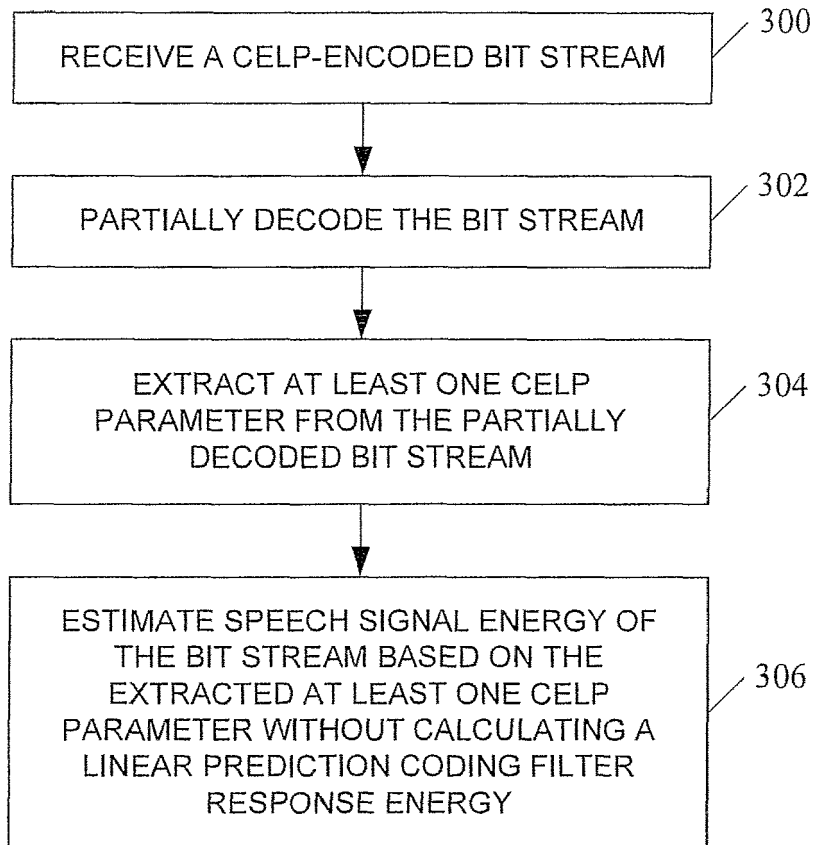 300
RECEIVE A CELP-ENCODED BIT STREAM
302
PARTIALLY DECODE THE BIT STREAM
EXTRACT AT LEAST ONE CELP
PARAMETER FROM THE PARTIALLY
DECODED BIT STREAM
304
ESTIMATE SPEECH SIGNAL ENERGY OF
THE BIT STREAM BASED ON THE
EXTRACTED AT LEAST ONE CELP
PARAMETER WITHOUT CALCULATING A
LINEAR PREDICTION CODING FILTER
RESPONSE ENERGY
306